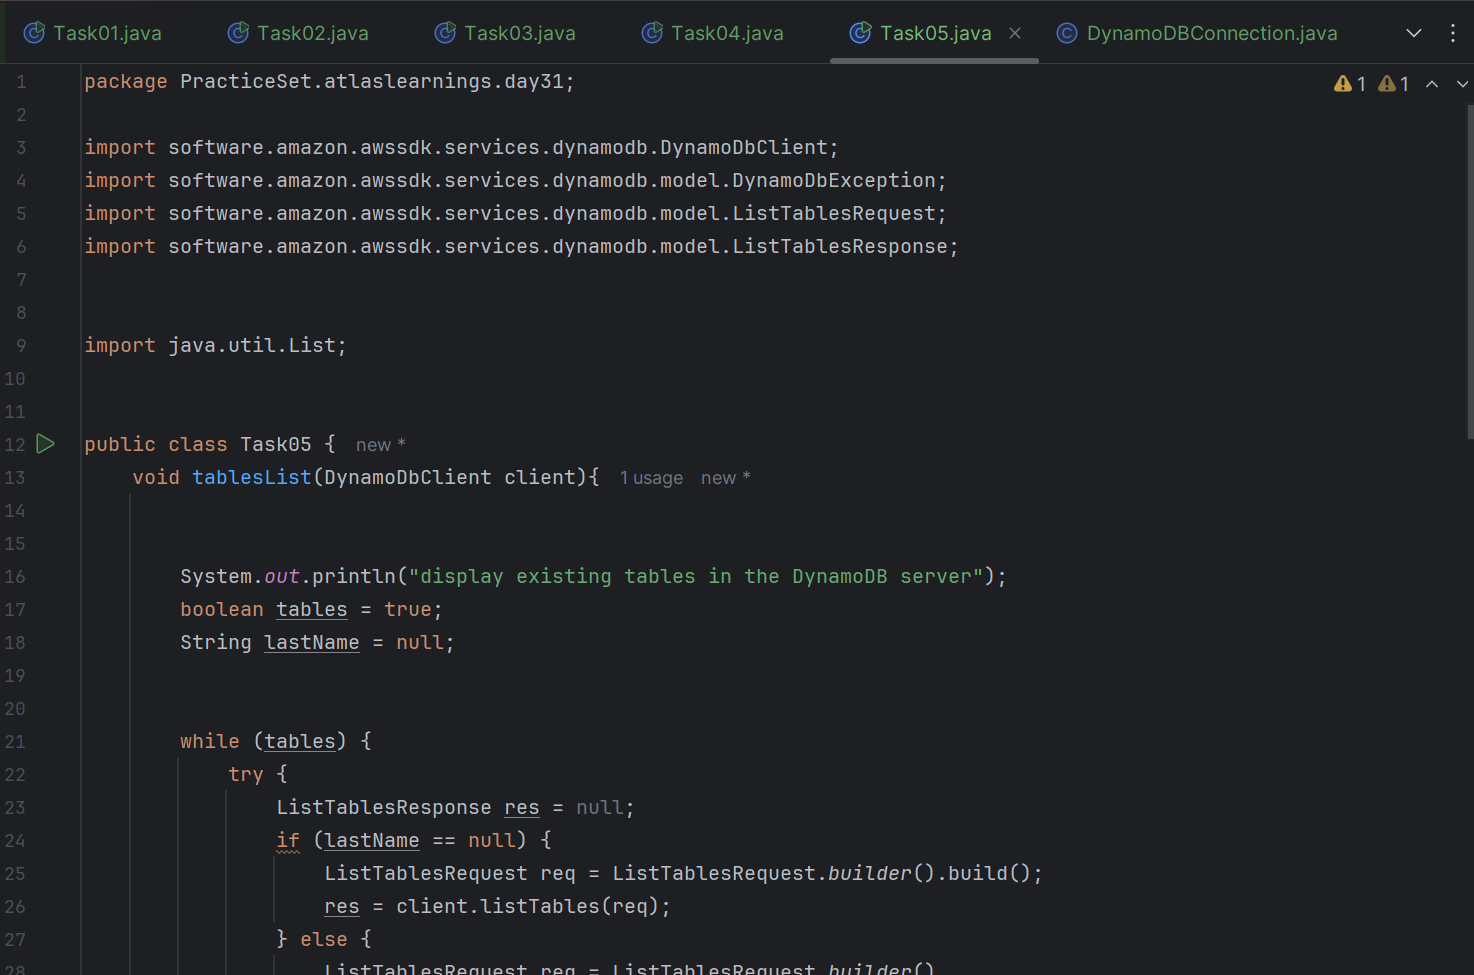 Task01.java Task02.java Task03.java Task04.java Task05.java DynamoDBConnection.java
1 package PracticeSet.atlaslearnings.day31; 1 1
2
3 import software.amazon.awssdk.services.dynamodb.DynamoDbClient;
4 import software.amazon.awssdk.services.dynamodb.model.DynamoDbException;
5 import software.amazon.awssdk.services.dynamodb.model.ListTablesRequest;
6 import software.amazon.awssdk.services.dynamodb.model.ListTablesResponse;
7
8
9 import java.util.List;
10
11
12 public class Task05 { new *
13 void tablesList(DynamoDbClient client){ 1 usage new *
14
15
16 System.out.println("display existing tables in the DynamoDB server");
17 boolean tables = true;
18 String lastName = null;
19
20
21 while (tables) {
22 try {
23 ListTablesResponse res = null;
24 if (lastName == null) {
25 ListTablesRequest req = ListTablesRequest.builder().build();
26 res = client.listTables(req);
27 } else {
28 ListTablesRequest req = ListTablesRequest.builder()